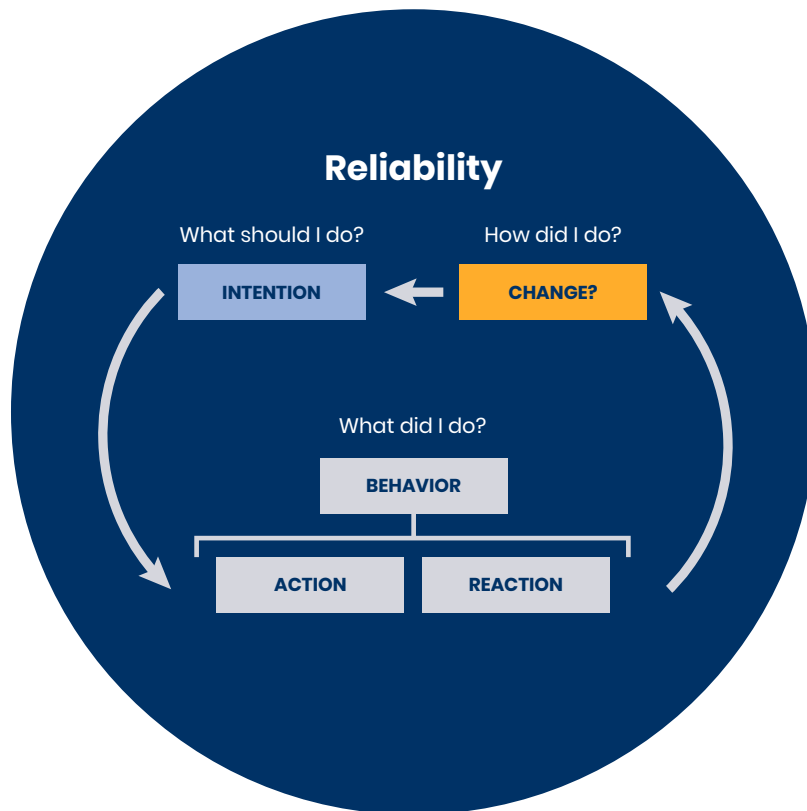 Reliability
What should I do?
How did I do?
INTENTION
CHANGE?
What did I do?
BEHAVIOR
ACTION
REACTION